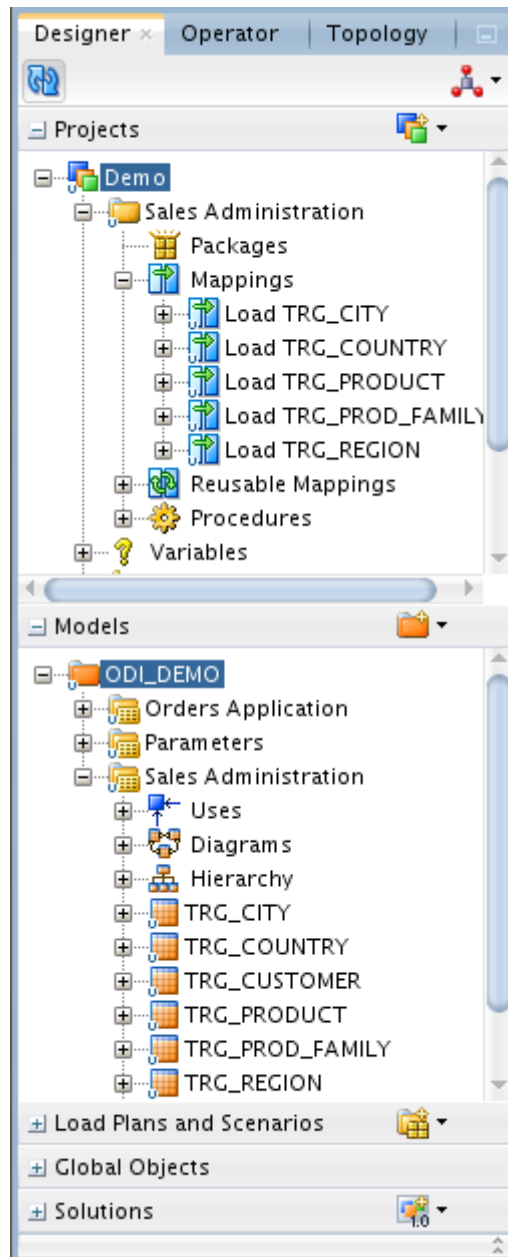 Designer Operator Topology
Projects
Demo
Sales Administration
Packages
Mappings
Load TRG_CITY
Load TRG_COUNTRY
Load TRG_PRODUCT
Load TRG_PROD_FAMILY
Load TRG_REGION
Reusable Mappings
Procedures
Variables
Models
ODI_DEMO
Orders Application
Parameters
Sales Administration
Uses
Diagrams
Hierarchy
TRG_CITY
TRG_COUNTRY
TRG_CUSTOMER
TRG_PRODUCT
TRG_PROD_FAMILY
TRG_REGION
Load Plans and Scenarios
Global Objects
Solutions
1.0